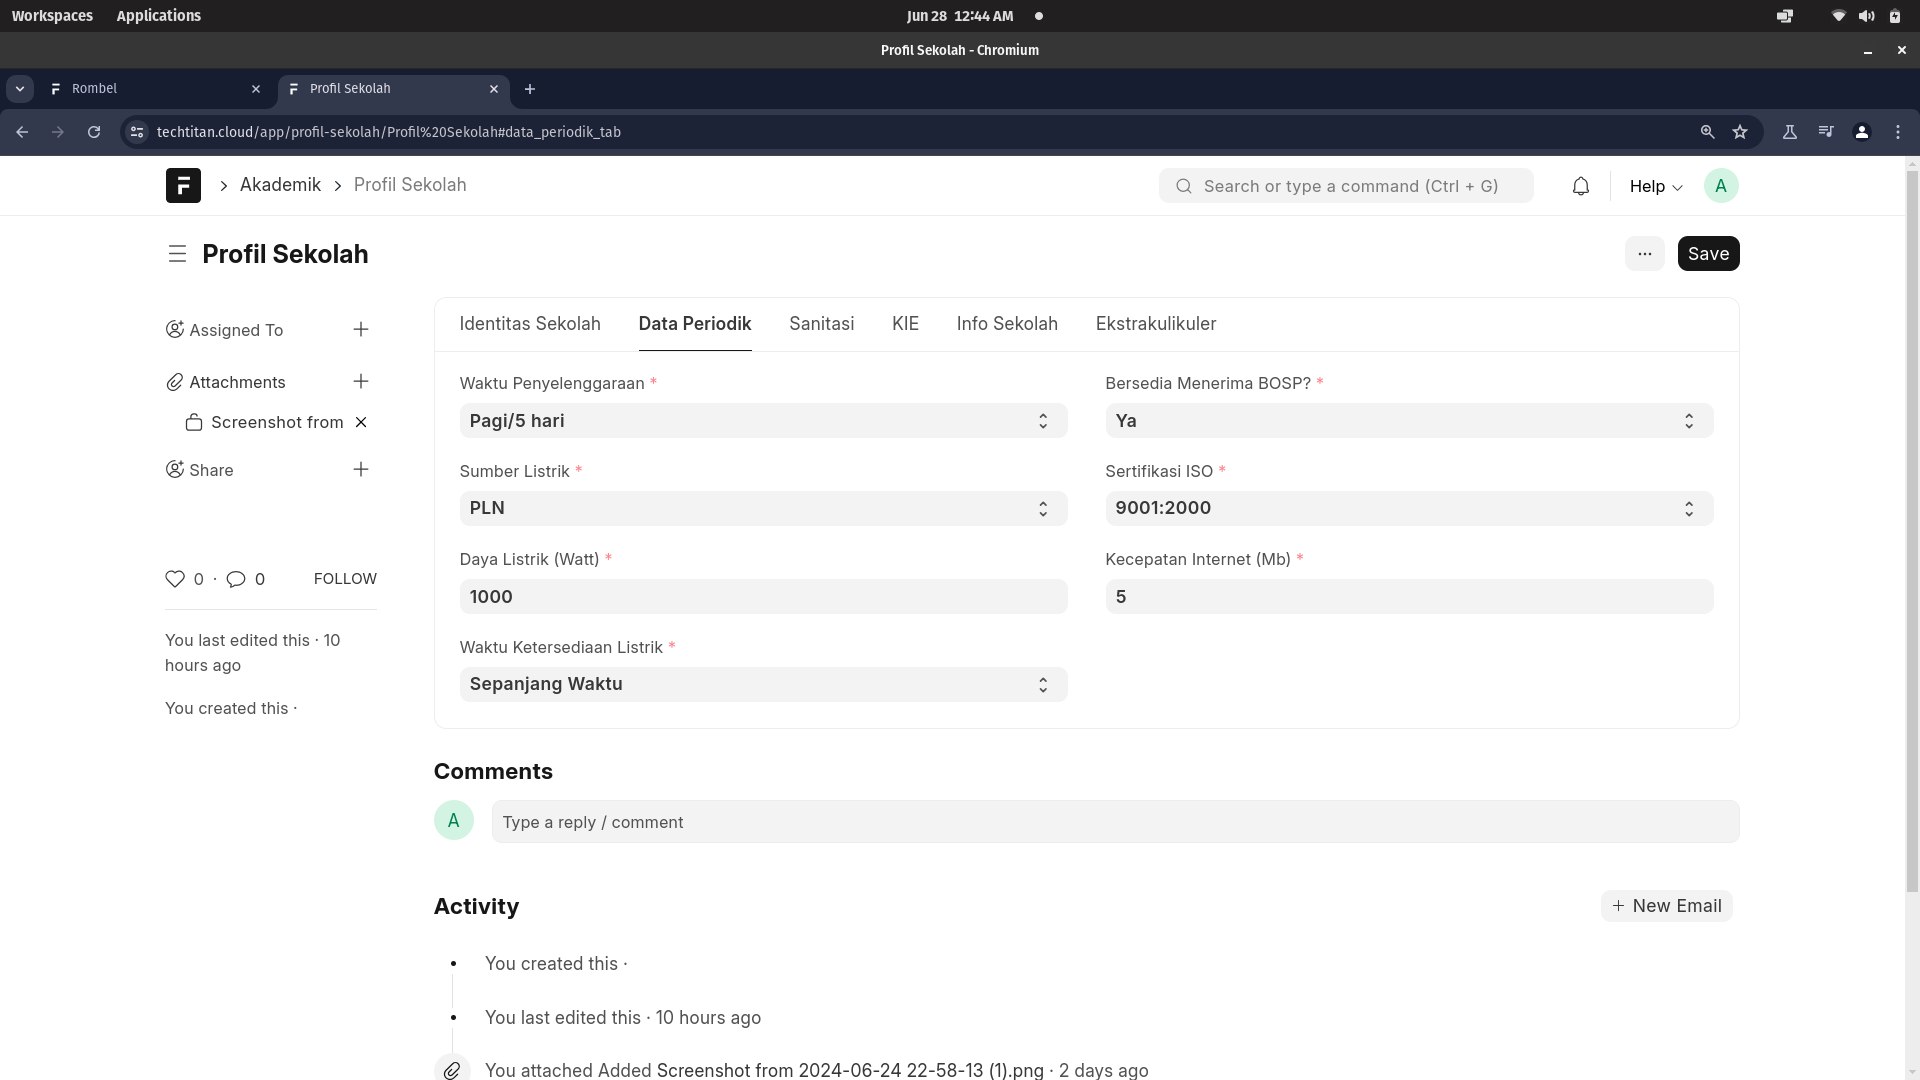 Workspaces Applications Jun 28 12:44 AM
Profil Sekolah - Chromium
Rombel Profil Sekolah
techtitan.cloud/app/profil-sekolah/Profil%20Sekolah#data_periodik_tab
Akademik Profil Sekolah Search or type a command (Ctrl + G) Help A
Profil Sekolah ... Save
Assigned To
Attachments
Screenshot from
Share
0 · 0 FOLLOW
You last edited this · 10
hours ago
You created this ·
Identitas Sekolah Data Periodik Sanitasi KIE Info Sekolah Ekstrakulikuler
Waktu Penyelenggaraan *
Pagi/5 hari
Sumber Listrik *
PLN
Daya Listrik (Watt) *
1000
Waktu Ketersediaan Listrik *
Sepanjang Waktu
Bersedia Menerima BOSP? *
Ya
Sertifikasi ISO *
9001:2000
Kecepatan Internet (Mb) *
5
Comments
A Type a reply / comment
Activity + New Email
You created this ·
You last edited this · 10 hours ago
You attached Added Screenshot from 2024-06-24 22-58-13 (1).png · 2 days ago